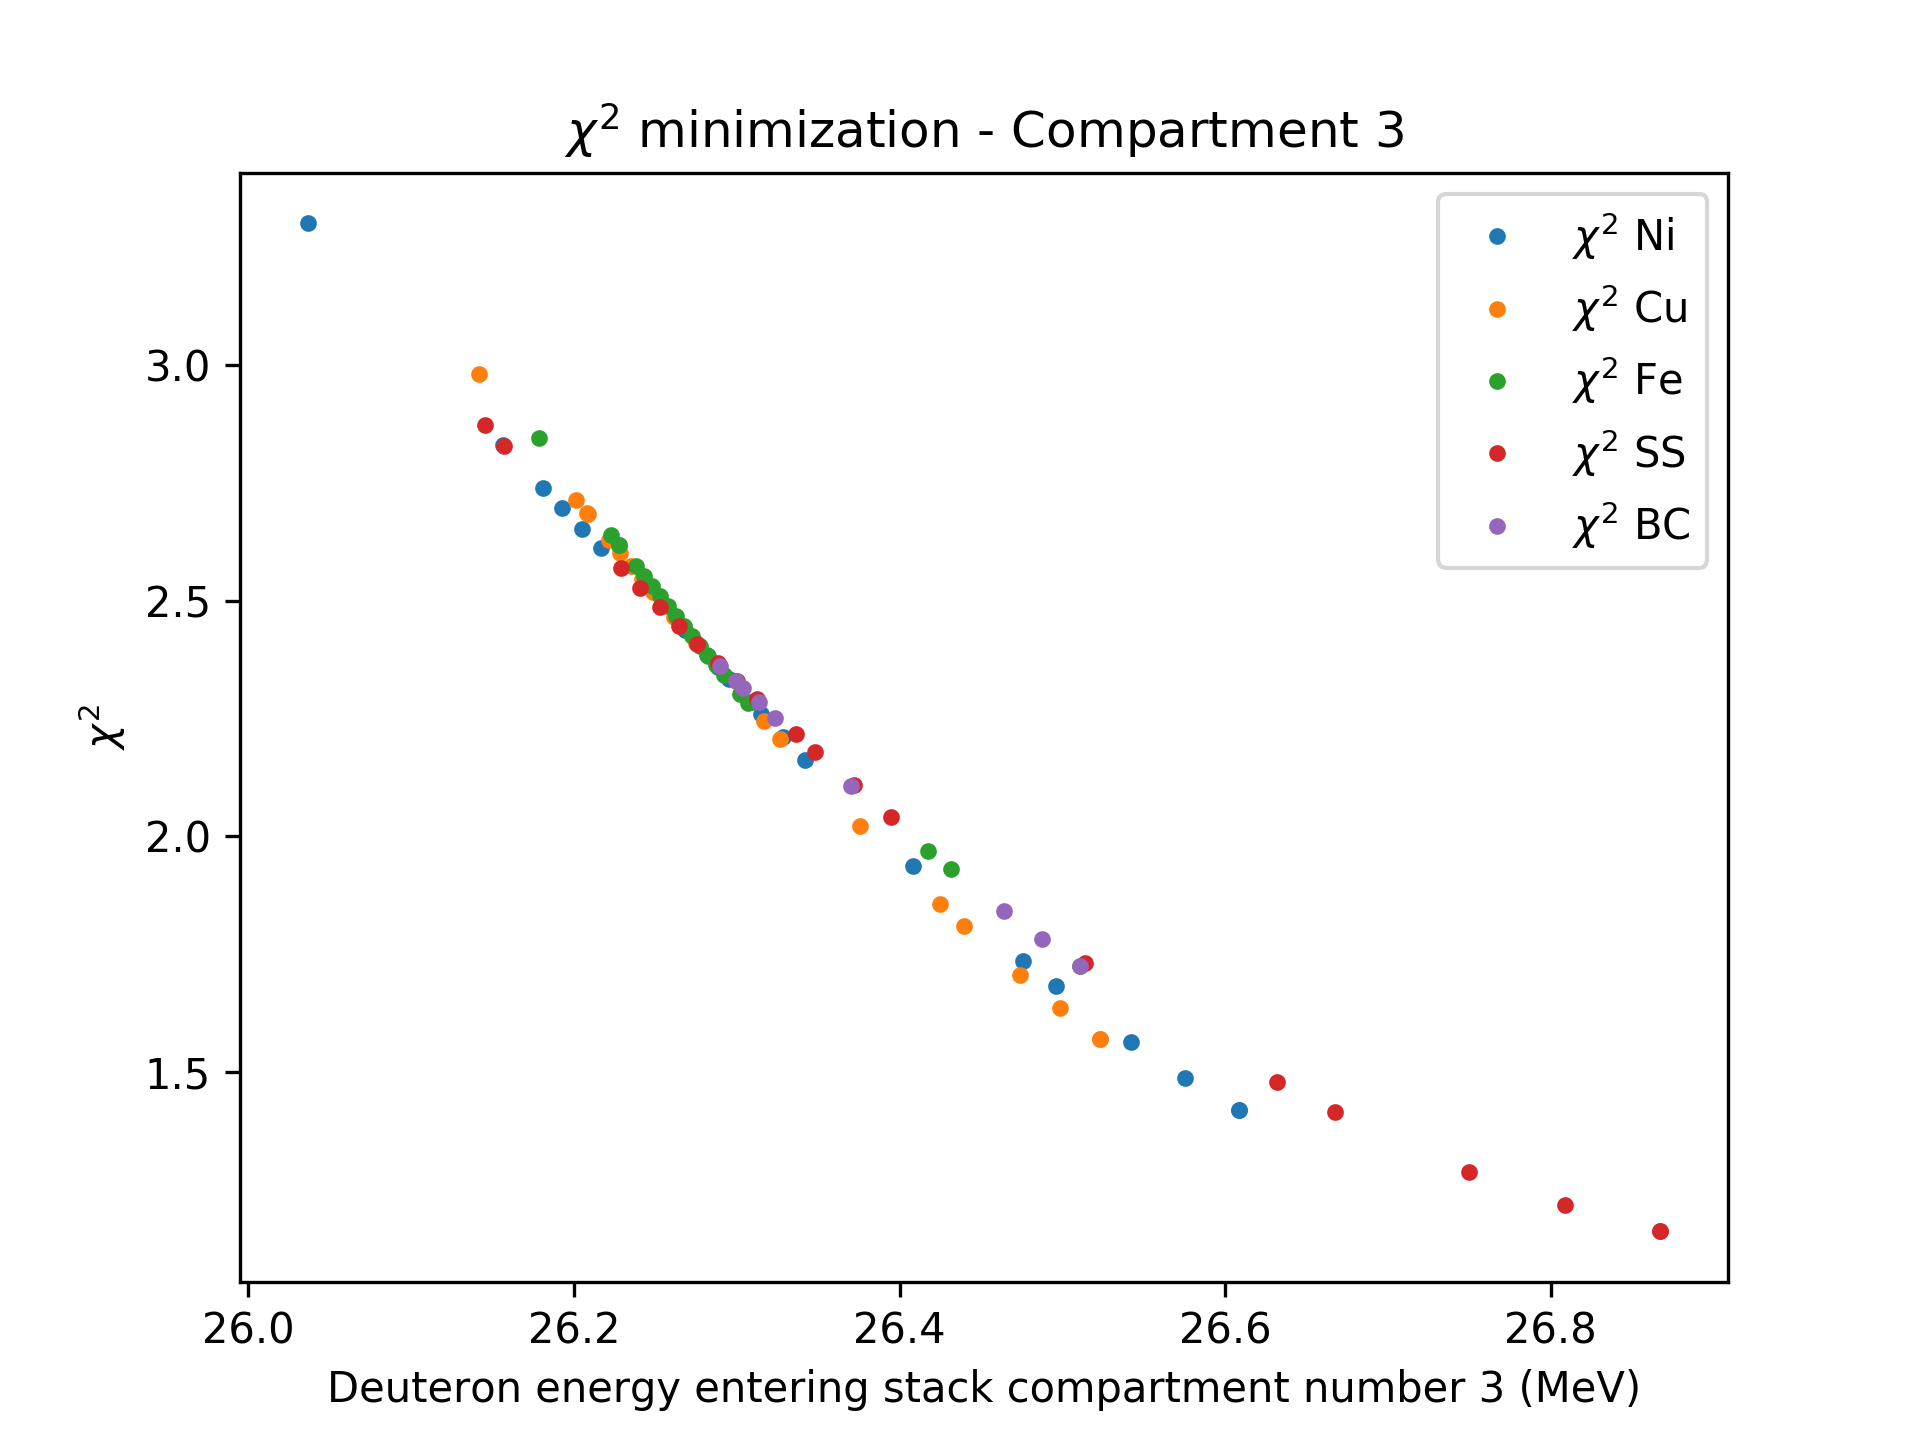 χ² minimization - Compartment 3
χ² Ni
χ² Cu
χ² Fe
χ² SS
χ² BC
3.0
2.5
2.0
1.5
χ²
26.0 26.2 26.4 26.6 26.8
Deuteron energy entering stack compartment number 3 (MeV)